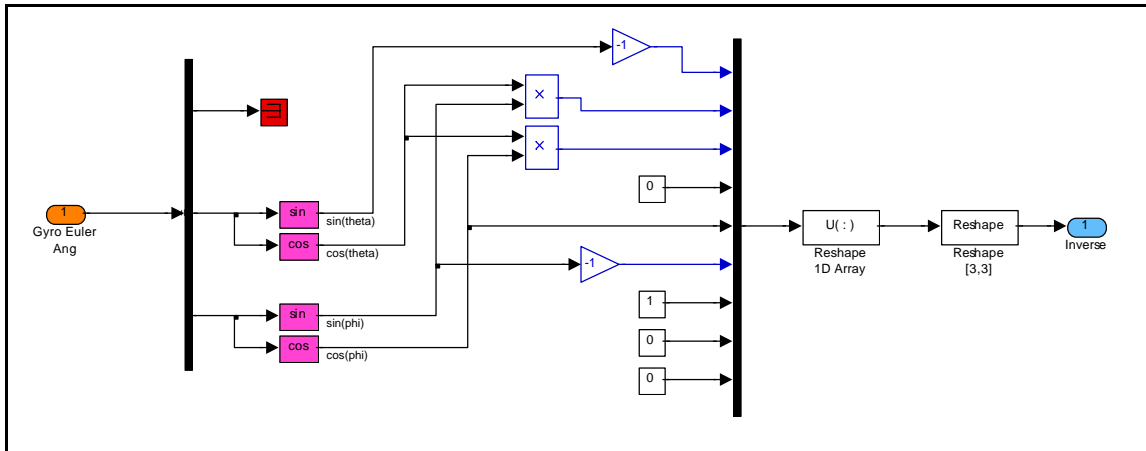 -1
×
×
0
1
Gyro Euler
Ang
sin
sin(theta)
cos
cos(theta)
-1
sin
sin(phi)
cos
cos(phi)
1
0
0
U( : )
Reshape
1D Array
Reshape
Reshape
[3,3]
1
Inverse